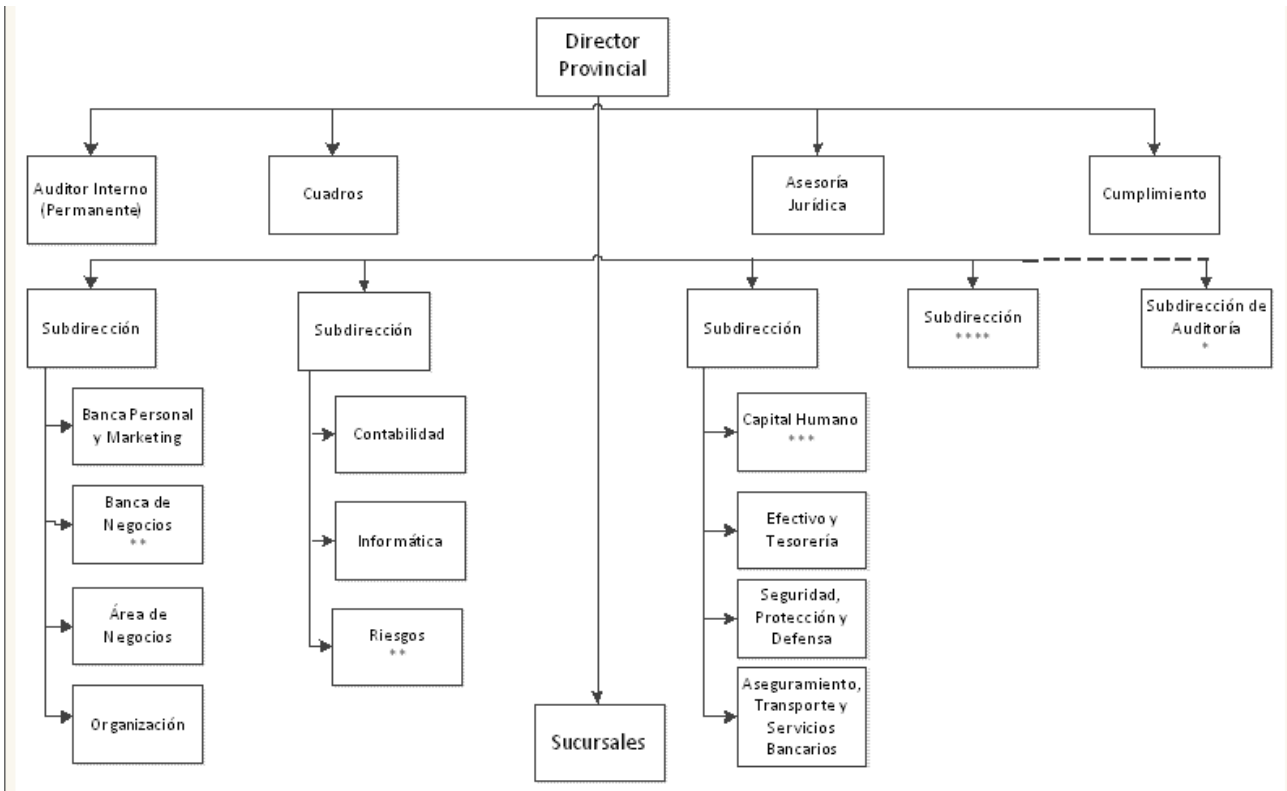 Director
Provincial
Auditor Interno
(Permanente)
Cuadros
Asesoría
Jurídica
Cumplimiento
Subdirección
Subdirección
Subdirección
Subdirección
****
Subdirección de
Auditoría
*
Banca Personal
y Marketing
Banca de
Negocios
**
Área de
Negocios
Organización
Contabilidad
Informática
Riesgos
**
Capital Humano
***
Efectivo y
Tesorería
Seguridad,
Protección y
Defensa
Aseguramiento,
Transporte y
Servicios
Bancarios
Sucursales